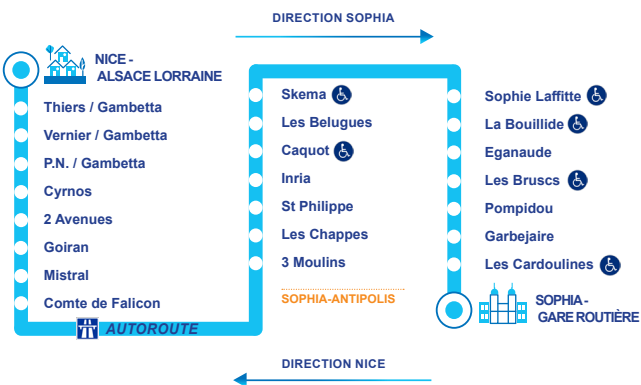 DIRECTION SOPHIA
NICE -
ALSACE LORRAINE
Thiers / Gambetta
Vernier / Gambetta
P.N. / Gambetta
Cyrnos
2 Avenues
Goiran
Mistral
Comte de Falicon
AUTOROUTE
Skema
Les Belugues
Caquot
Inria
St Philippe
Les Chappes
3 Moulins
SOPHIA-ANTIPOLIS
Sophie Laffitte
La Bouillide
Eganaude
Les Bruscs
Pompidou
Garbejaire
Les Cardoulines
SOPHIA -
GARE ROUTIÈRE
DIRECTION NICE